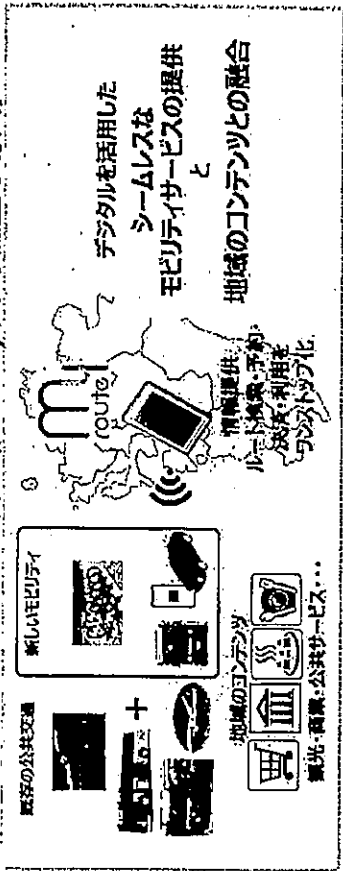 既存の公共交通
+
新しいモビリティ
地域のコンテンツ
観光・商業・公共サービス・・・
my
route
情報提供・
ルート検索・予約・
決済・利用を
ワンストップ化
デジタルを活用した
シームレスな
モビリティサービスの提供
と
地域のコンテンツとの融合